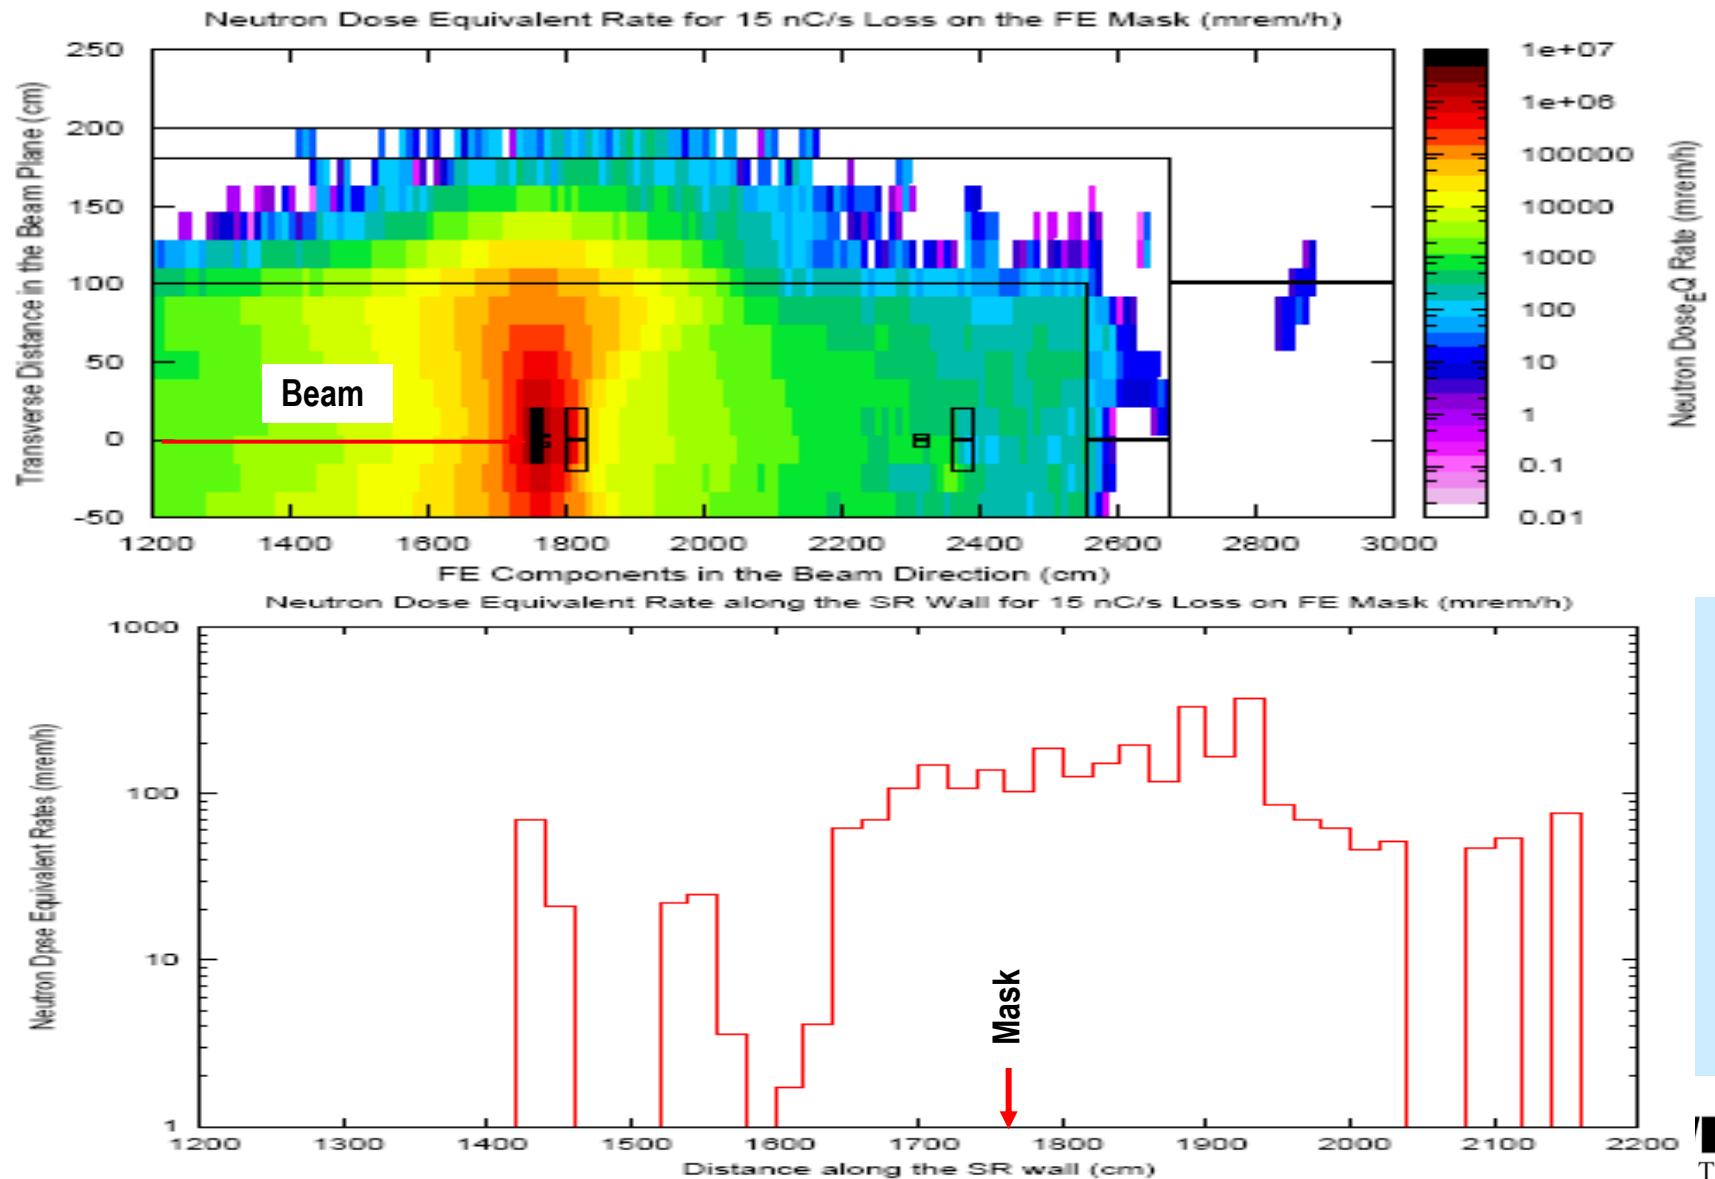 Neutron Dose Equivalent Rate for 15 nC/s Loss on the FE Mask (mrem/h)
Transverse Distance in the Beam Plane (cm)
250
200
150
100
50
0
-50
Beam
1200 1400 1600 1800 2000 2200 2400 2600 2800 3000
FE Components in the Beam Direction (cm)
1e+07
1e+06
100000
10000
1000
100
10
1
0.1
0.01
Neutron Dose_EQ Rate (mrem/h)
Neutron Dose Equivalent Rate along the SR Wall for 15 nC/s Loss on FE Mask (mrem/h)
Neutron Dpse Equivalent Rates (mrem/h)
1000
100
10
1
Mask
1200 1300 1400 1500 1600 1700 1800 1900 2000 2100 2200
Distance along the SR wall (cm)
T